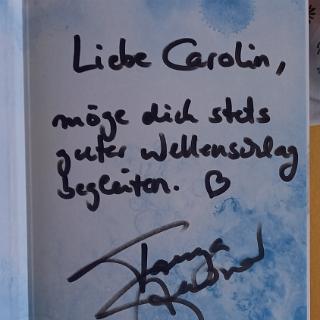 Liebe Carolin,
möge dich stets
guter Wellenschlag
begleiten. ♡